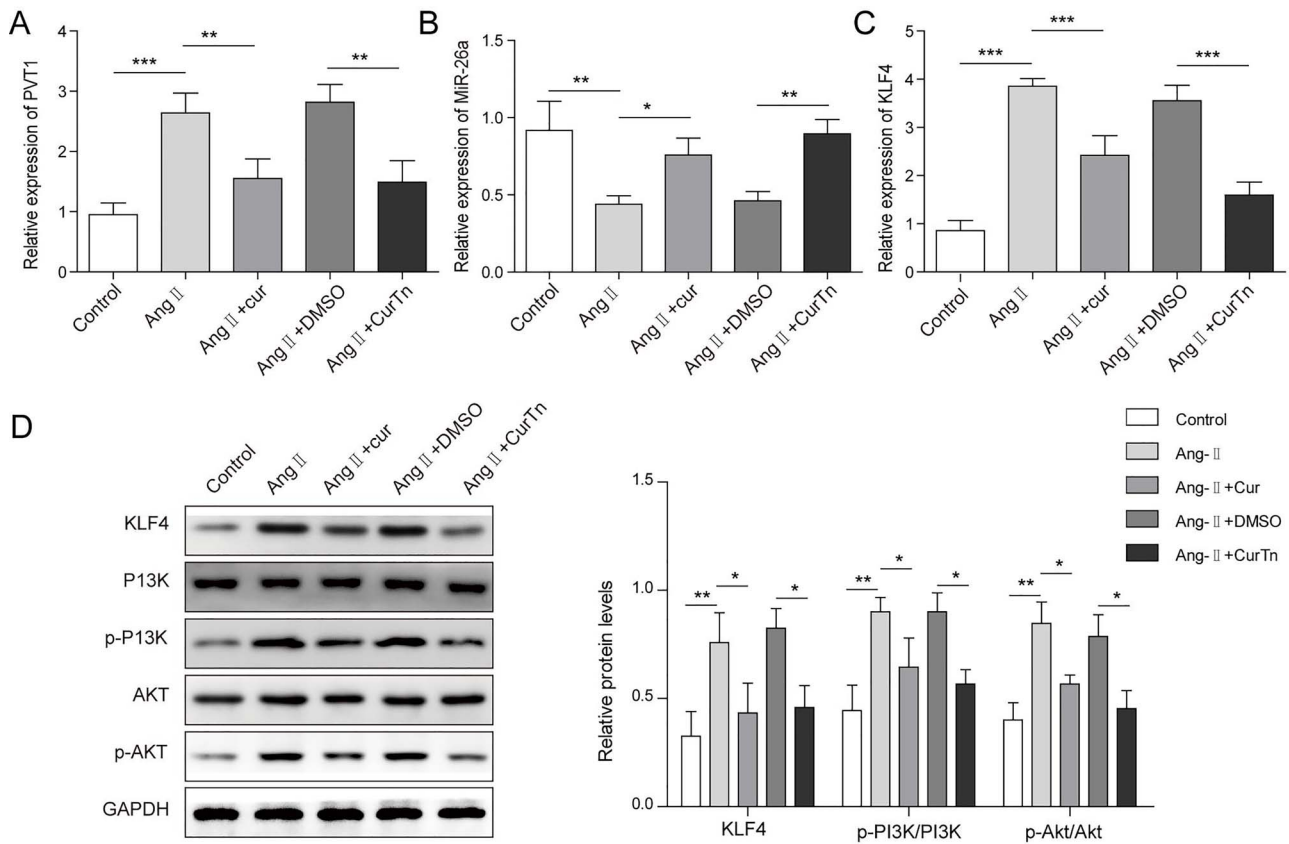 A
Relative expression of PVT1
4
3
2
1
0
***
**
**
Control
Ang Ⅱ
Ang Ⅱ+cur
Ang Ⅱ+DMSO
Ang Ⅱ+CurTn
B
Relative expression of MiR-26a
1.5
1.0
0.5
0.0
**
*
**
Control
Ang Ⅱ
Ang Ⅱ+cur
Ang Ⅱ+DMSO
Ang Ⅱ+CurTn
C
Relative expression of KLF4
5
4
3
2
1
0
***
***
***
Control
Ang Ⅱ
Ang Ⅱ+cur
Ang Ⅱ+DMSO
Ang Ⅱ+CurTn
D
Control
Ang Ⅱ
Ang Ⅱ+cur
Ang Ⅱ+DMSO
Ang Ⅱ+CurTn
KLF4
P13K
p-P13K
AKT
p-AKT
GAPDH
Control
Ang-Ⅱ
Ang-Ⅱ+Cur
Ang-Ⅱ+DMSO
Ang-Ⅱ+CurTn
Relative protein levels
1.5
1.0
0.5
0.0
**
*
*
**
*
*
**
*
*
KLF4
p-PI3K/PI3K
p-Akt/Akt